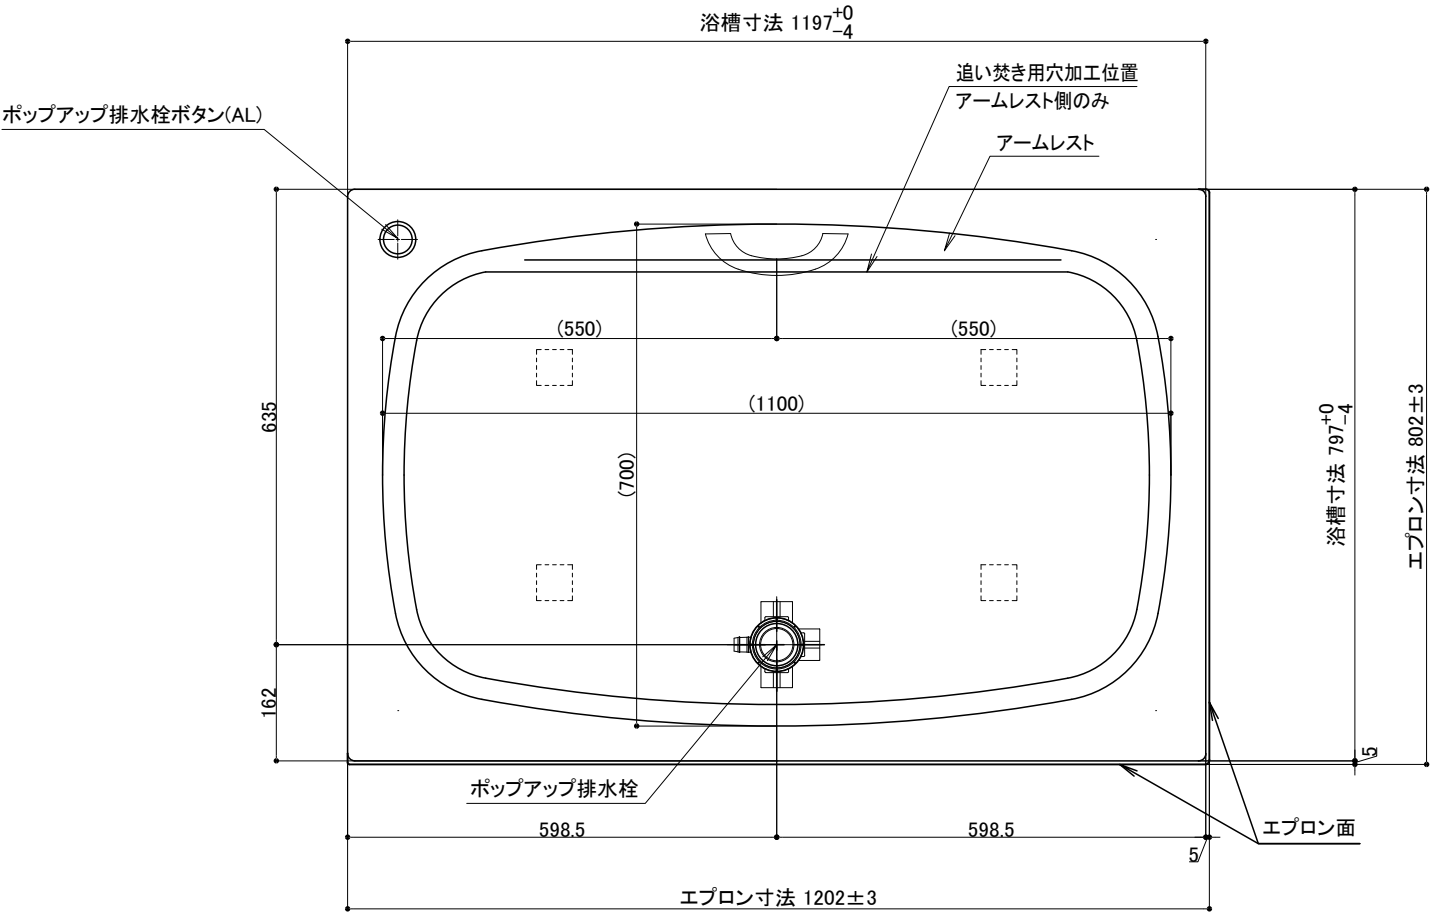 浴槽寸法 1197+0-4
追い焚き用穴加工位置
アームレスト側のみ
ポップアップ排水栓ボタン(AL)
アームレスト
(550)
(550)
(1100)
635
(700)
浴槽寸法 797+0-4
エプロン寸法 802±3
162
5
ポップアップ排水栓
598.5
598.5
エプロン面
5
エプロン寸法 1202±3